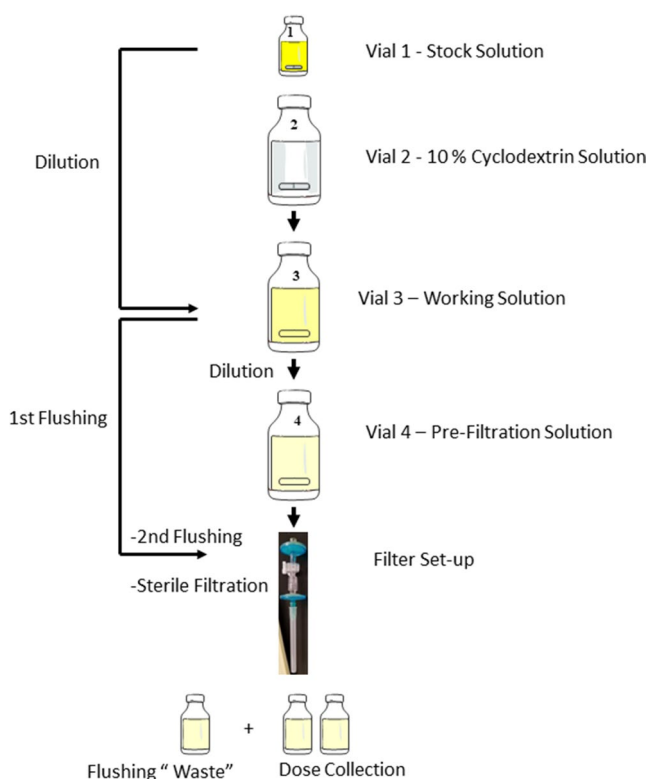 1
Vial 1 - Stock Solution
2
Dilution
Vial 2 - 10 % Cyclodextrin Solution
3
Vial 3 – Working Solution
Dilution
1st Flushing
4
Vial 4 – Pre-Filtration Solution
-2nd Flushing
Filter Set-up
-Sterile Filtration
+
Flushing “ Waste”
Dose Collection